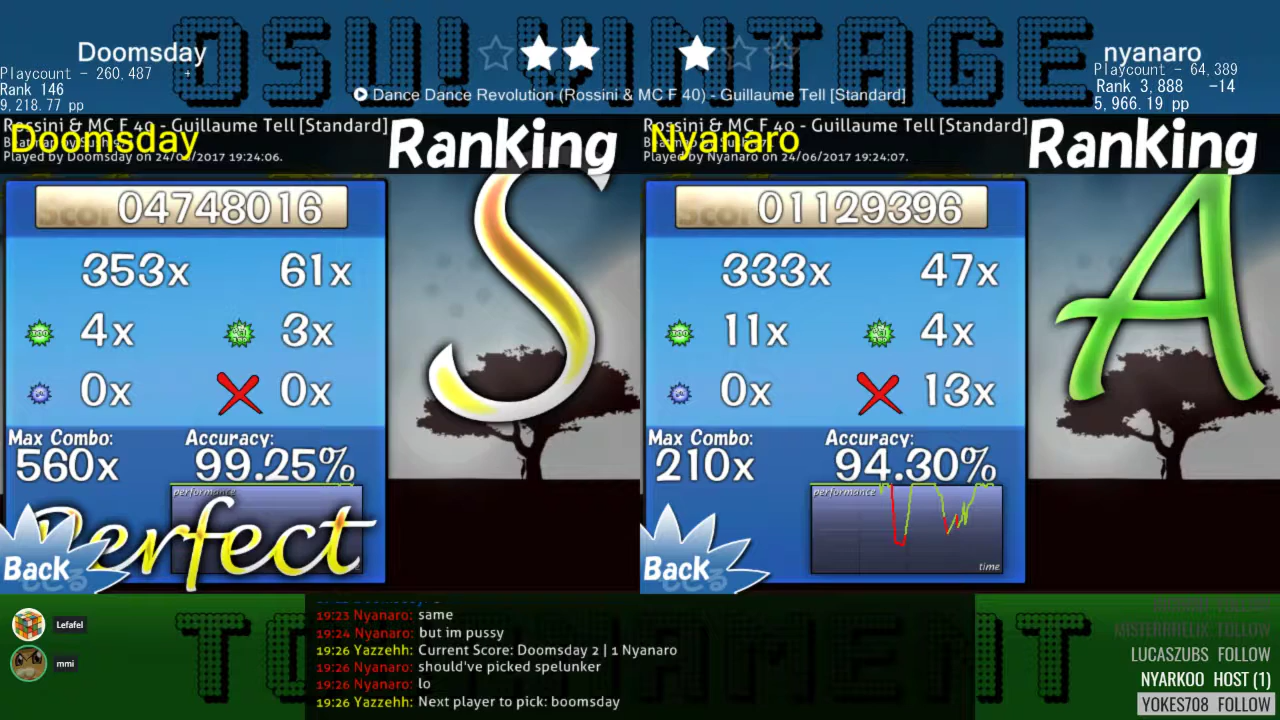 OSU! VINTAGE
Doomsday
nyanaro
Playcount - 260,487 +
Rank 146
9,218.77 pp
Playcount - 64,389
Rank 3,888 -14
5,966.19 pp
Dance Dance Revolution (Rossini & MC F 40) - Guillaume Tell [Standard]
Rossini & MC F 40 - Guillaume Tell [Standard]
Doomsday
Played by Doomsday on 24/06/2017 19:24:06.
Ranking
Rossini & MC F 40 - Guillaume Tell [Standard]
Nyanaro
Played by Nyanaro on 24/06/2017 19:24:07.
Ranking
Score 04748016
353x 61x
4x 3x
0x 0x
Max Combo: Accuracy:
560x 99.25%
performance
Perfect
Back
S
Score 01129396
333x 47x
11x 4x
0x 13x
Max Combo: Accuracy:
210x 94.30%
performance
time
Back
A
TOURNAMENT
Lefafel
mmi
19:23 Nyanaro: same
19:24 Nyanaro: but im pussy
19:26 Yazzehh: Current Score: Doomsday 2 | 1 Nyanaro
19:26 Nyanaro: should've picked spelunker
19:26 Nyanaro: lo
19:26 Yazzehh: Next player to pick: boomsday
MISTERRRELIX FOLLOW
LUCASZUBS FOLLOW
NYARKOO HOST (1)
YOKES708 FOLLOW